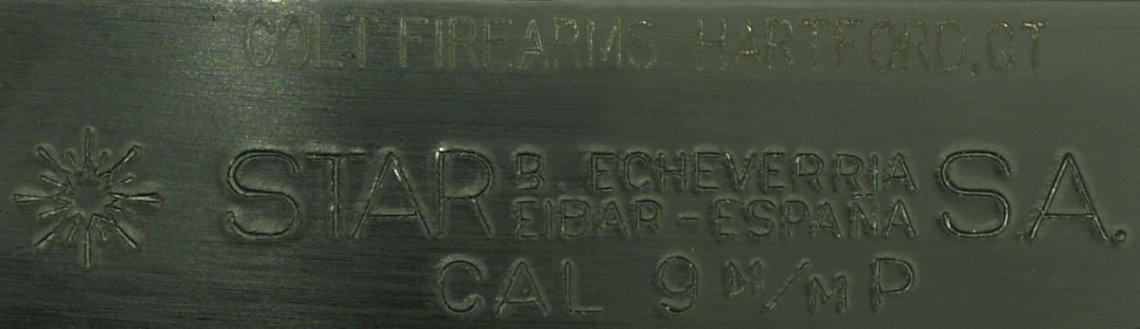 COLT FIREARMS HARTFORD, CT
STAR B. ECHEVERRIA S.A.
EIBAR-ESPAÑA
CAL 9 M/M P